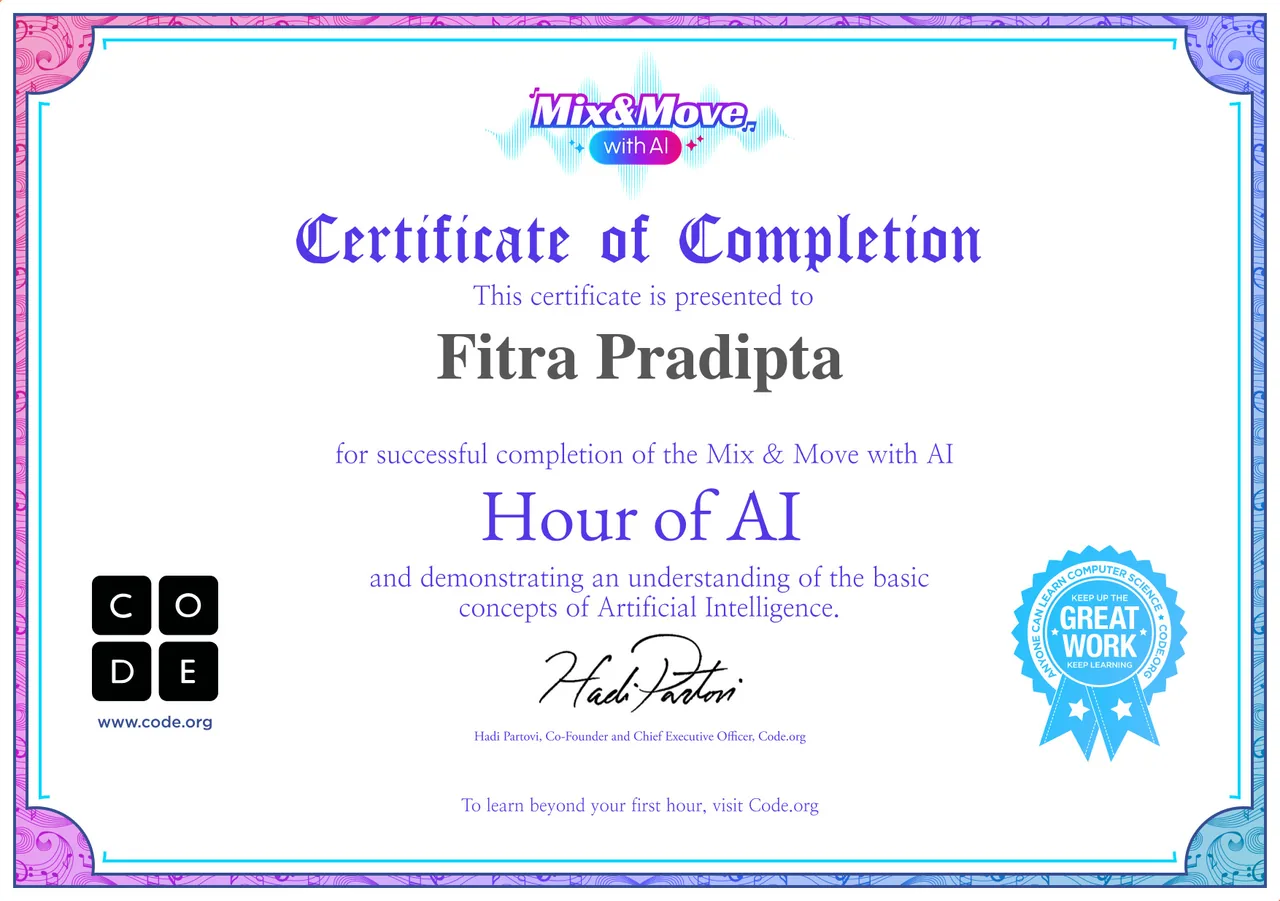 Mix&Move
with AI
Certificate of Completion
This certificate is presented to
Fitra Pradipta
for successful completion of the Mix & Move with AI
Hour of AI
and demonstrating an understanding of the basic
concepts of Artificial Intelligence.
C O
D E
www.code.org
Hadi Partovi
Hadi Partovi, Co-Founder and Chief Executive Officer, Code.org
ANYONE CAN LEARN COMPUTER SCIENCE ★ CODE.ORG
KEEP UP THE
GREAT
WORK
KEEP LEARNING
To learn beyond your first hour, visit Code.org